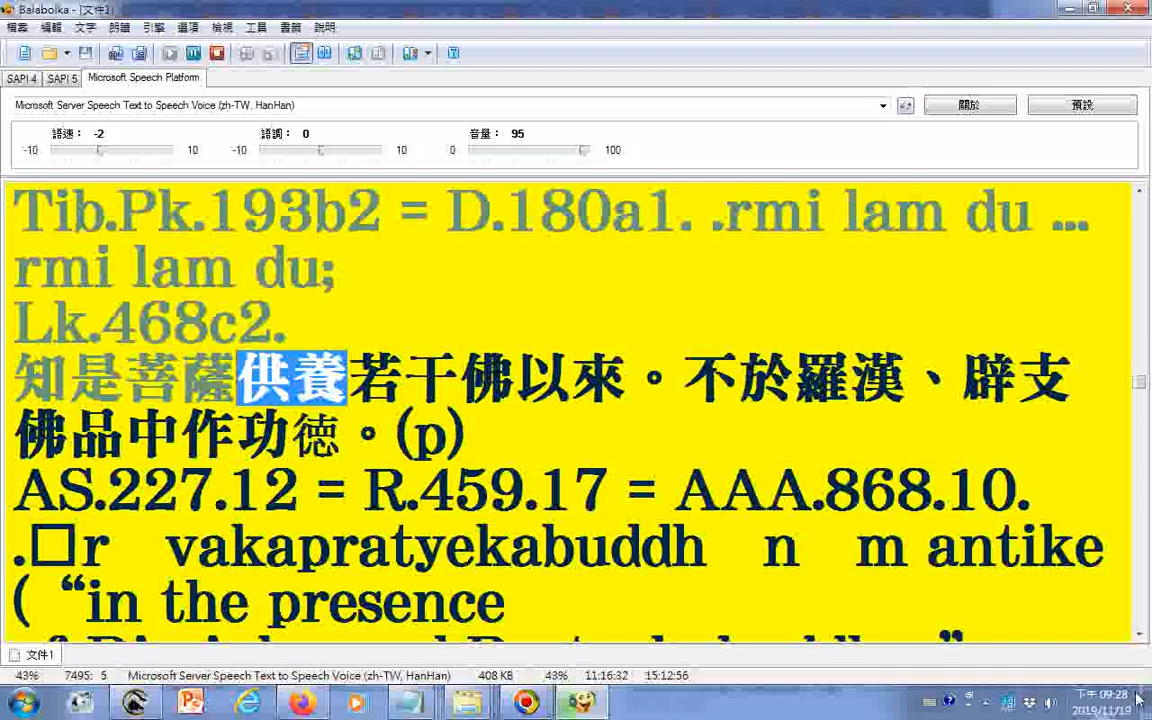 Balabolka - [文件1]
檔案 編輯 文字 朗讀 引擎 選項 檢視 工具 書籤 說明
SAPI 4 SAPI 5 Microsoft Speech Platform
Microsoft Server Speech Text to Speech Voice (zh-TW, HanHan) 關於 預設
語速： -2 語調： 0 音量： 95
-10 10 -10 10 0 100
Tib.Pk.193b2 = D.180a1. .rmi lam du ...
rmi lam du;
Lk.468c2.
知是菩薩供養若干佛以來。不於羅漢、辟支
佛品中作功徳。(p)
AS.227.12 = R.459.17 = AAA.868.10.
.□r vakapratyekabuddh n m antike
( “in the presence
文件1
43% 7495: 5 Microsoft Server Speech Text to Speech Voice (zh-TW, HanHan) 408 KB 43% 11:16:32 15:12:56
下午 09:28
2019/11/19